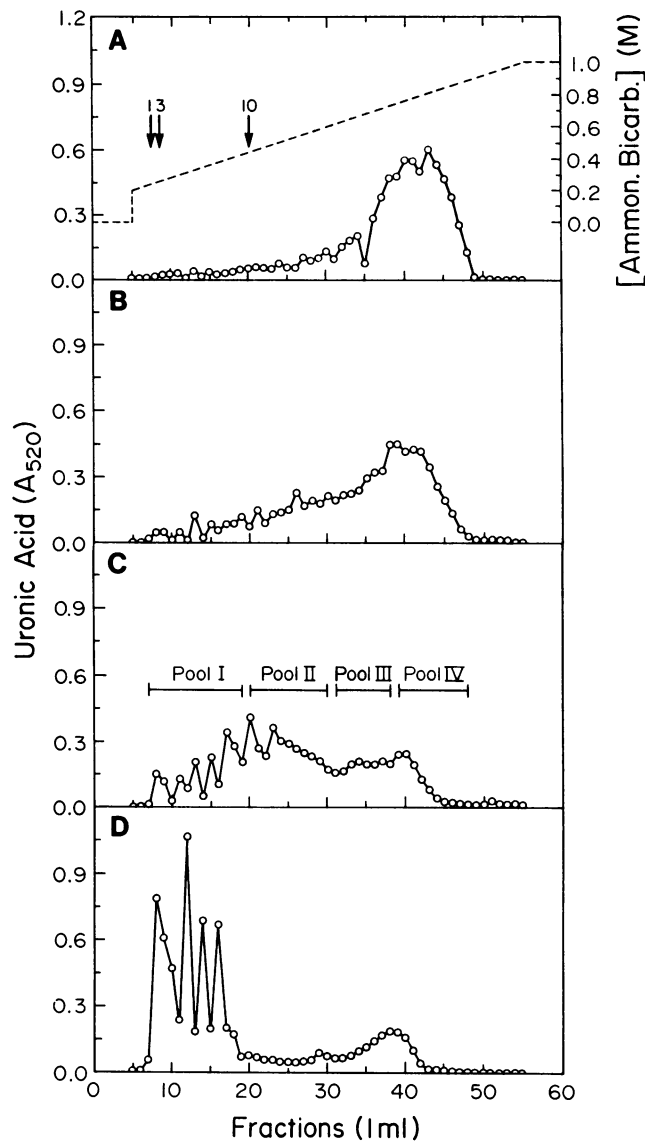 A
1.2
0.9
0.6
0.3
0.0
1 3
10
1.0
0.8
0.6
0.4
0.2
0.0
[Ammon. Bicarb.] (M)
B
0.9
0.6
0.3
0.0
Uronic Acid (A520)
C
0.9
0.6
0.3
0.0
Pool I
Pool II
Pool III
Pool IV
D
0.9
0.6
0.3
0.0
0 10 20 30 40 50 60
Fractions (1ml)